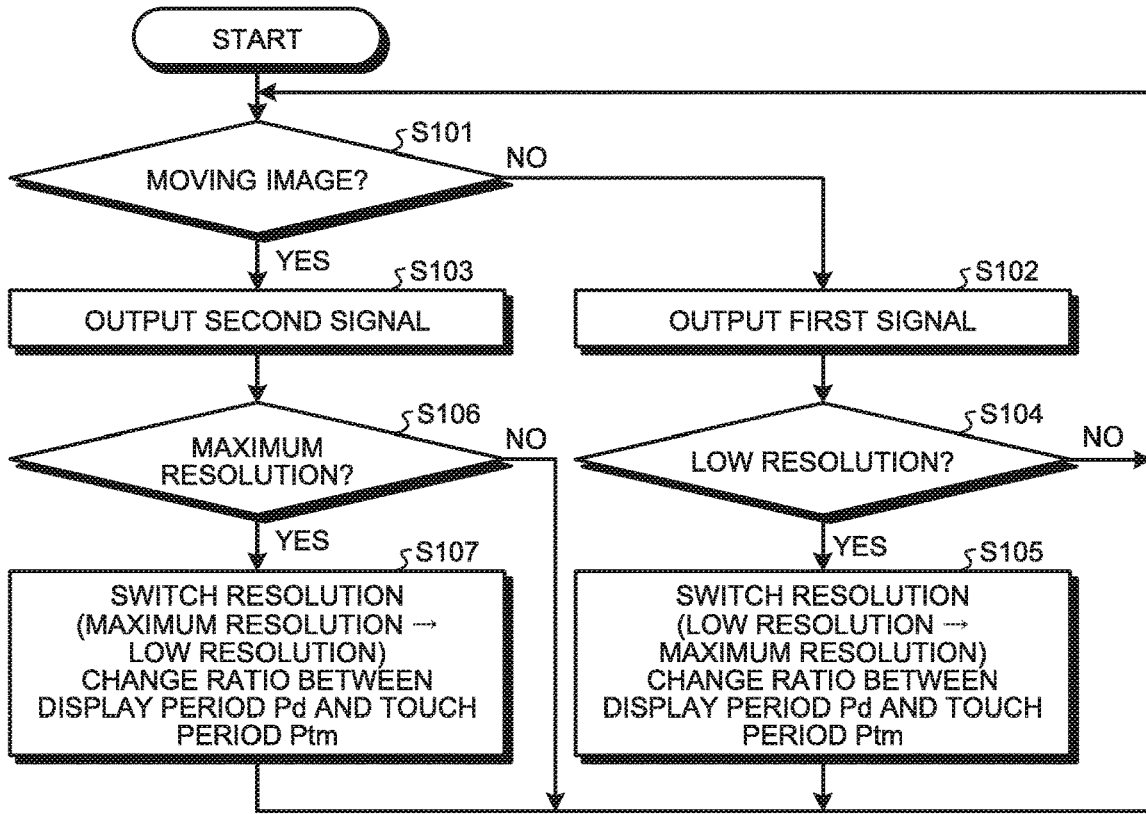 START
S101
MOVING IMAGE?
NO
YES
S103
S102
OUTPUT SECOND SIGNAL
OUTPUT FIRST SIGNAL
S106
S104
MAXIMUM
RESOLUTION?
NO
LOW RESOLUTION?
NO
YES
YES
S107
S105
SWITCH RESOLUTION
(MAXIMUM RESOLUTION →
LOW RESOLUTION)
CHANGE RATIO BETWEEN
DISPLAY PERIOD Pd AND TOUCH
PERIOD Ptm
SWITCH RESOLUTION
(LOW RESOLUTION →
MAXIMUM RESOLUTION)
CHANGE RATIO BETWEEN
DISPLAY PERIOD Pd AND TOUCH
PERIOD Ptm